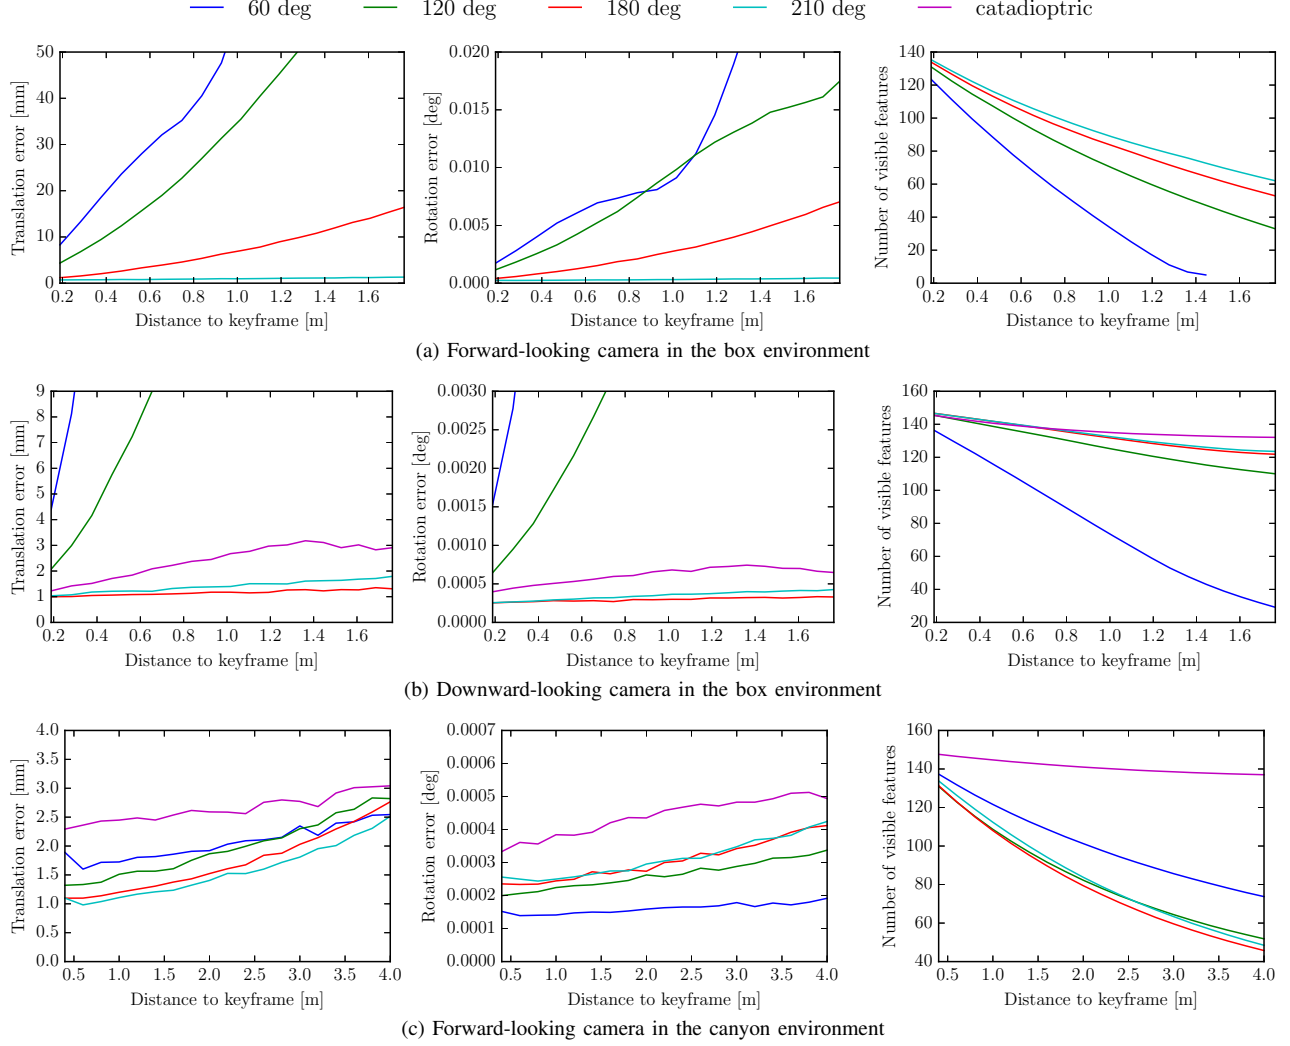 60 deg 120 deg 180 deg 210 deg catadioptric
Translation error [mm]
50
40
30
20
10
0
0.2 0.4 0.6 0.8 1.0 1.2 1.4 1.6
Distance to keyframe [m]
Rotation error [deg]
0.020
0.015
0.010
0.005
0.000
0.2 0.4 0.6 0.8 1.0 1.2 1.4 1.6
Distance to keyframe [m]
Number of visible features
140
120
100
80
60
40
20
0
0.2 0.4 0.6 0.8 1.0 1.2 1.4 1.6
Distance to keyframe [m]
(a) Forward-looking camera in the box environment
Translation error [mm]
9
8
7
6
5
4
3
2
1
0
0.2 0.4 0.6 0.8 1.0 1.2 1.4 1.6
Distance to keyframe [m]
Rotation error [deg]
0.0030
0.0025
0.0020
0.0015
0.0010
0.0005
0.0000
0.2 0.4 0.6 0.8 1.0 1.2 1.4 1.6
Distance to keyframe [m]
Number of visible features
160
140
120
100
80
60
40
20
0.2 0.4 0.6 0.8 1.0 1.2 1.4 1.6
Distance to keyframe [m]
(b) Downward-looking camera in the box environment
Translation error [mm]
4.0
3.5
3.0
2.5
2.0
1.5
1.0
0.5
0.0
0.5 1.0 1.5 2.0 2.5 3.0 3.5 4.0
Distance to keyframe [m]
Rotation error [deg]
0.0007
0.0006
0.0005
0.0004
0.0003
0.0002
0.0001
0.0000
0.5 1.0 1.5 2.0 2.5 3.0 3.5 4.0
Distance to keyframe [m]
Number of visible features
160
140
120
100
80
60
40
0.5 1.0 1.5 2.0 2.5 3.0 3.5 4.0
Distance to keyframe [m]
(c) Forward-looking camera in the canyon environment